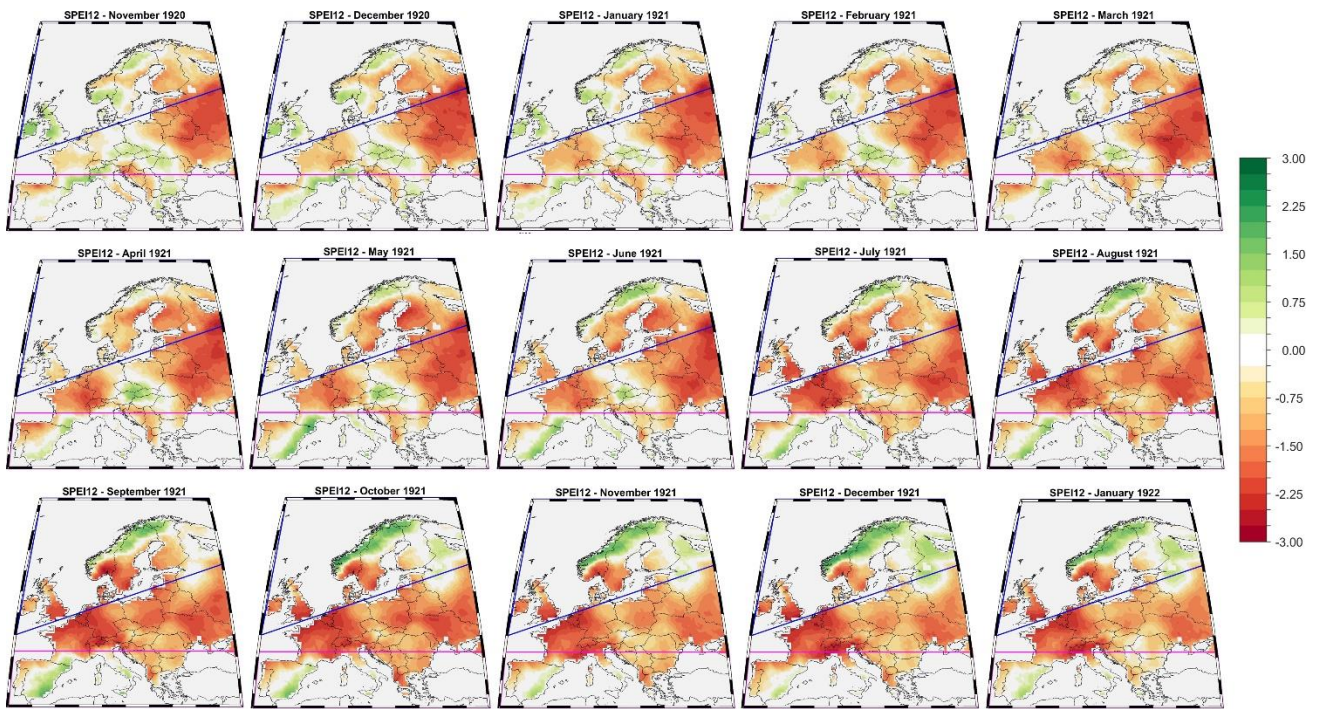 SPEI12 - November 1920
SPEI12 - December 1920
SPEI12 - January 1921
SPEI12 - February 1921
SPEI12 - March 1921
SPEI12 - April 1921
SPEI12 - May 1921
SPEI12 - June 1921
SPEI12 - July 1921
SPEI12 - August 1921
SPEI12 - September 1921
SPEI12 - October 1921
SPEI12 - November 1921
SPEI12 - December 1921
SPEI12 - January 1922
3.00
2.25
1.50
0.75
0.00
-0.75
-1.50
-2.25
-3.00